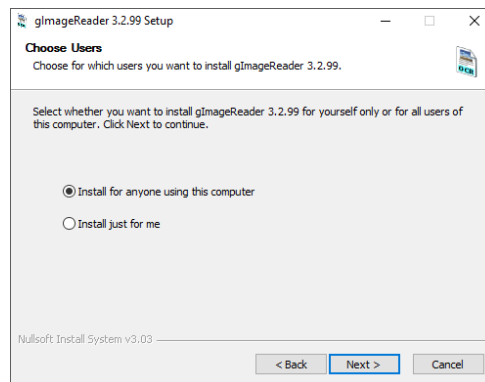 gImageReader 3.2.99 Setup
Choose Users
Choose for which users you want to install gImageReader 3.2.99.
OCR
Select whether you want to install gImageReader 3.2.99 for yourself only or for all users of
this computer. Click Next to continue.
Install for anyone using this computer
Install just for me
Nullsoft Install System v3.03
< Back Next > Cancel